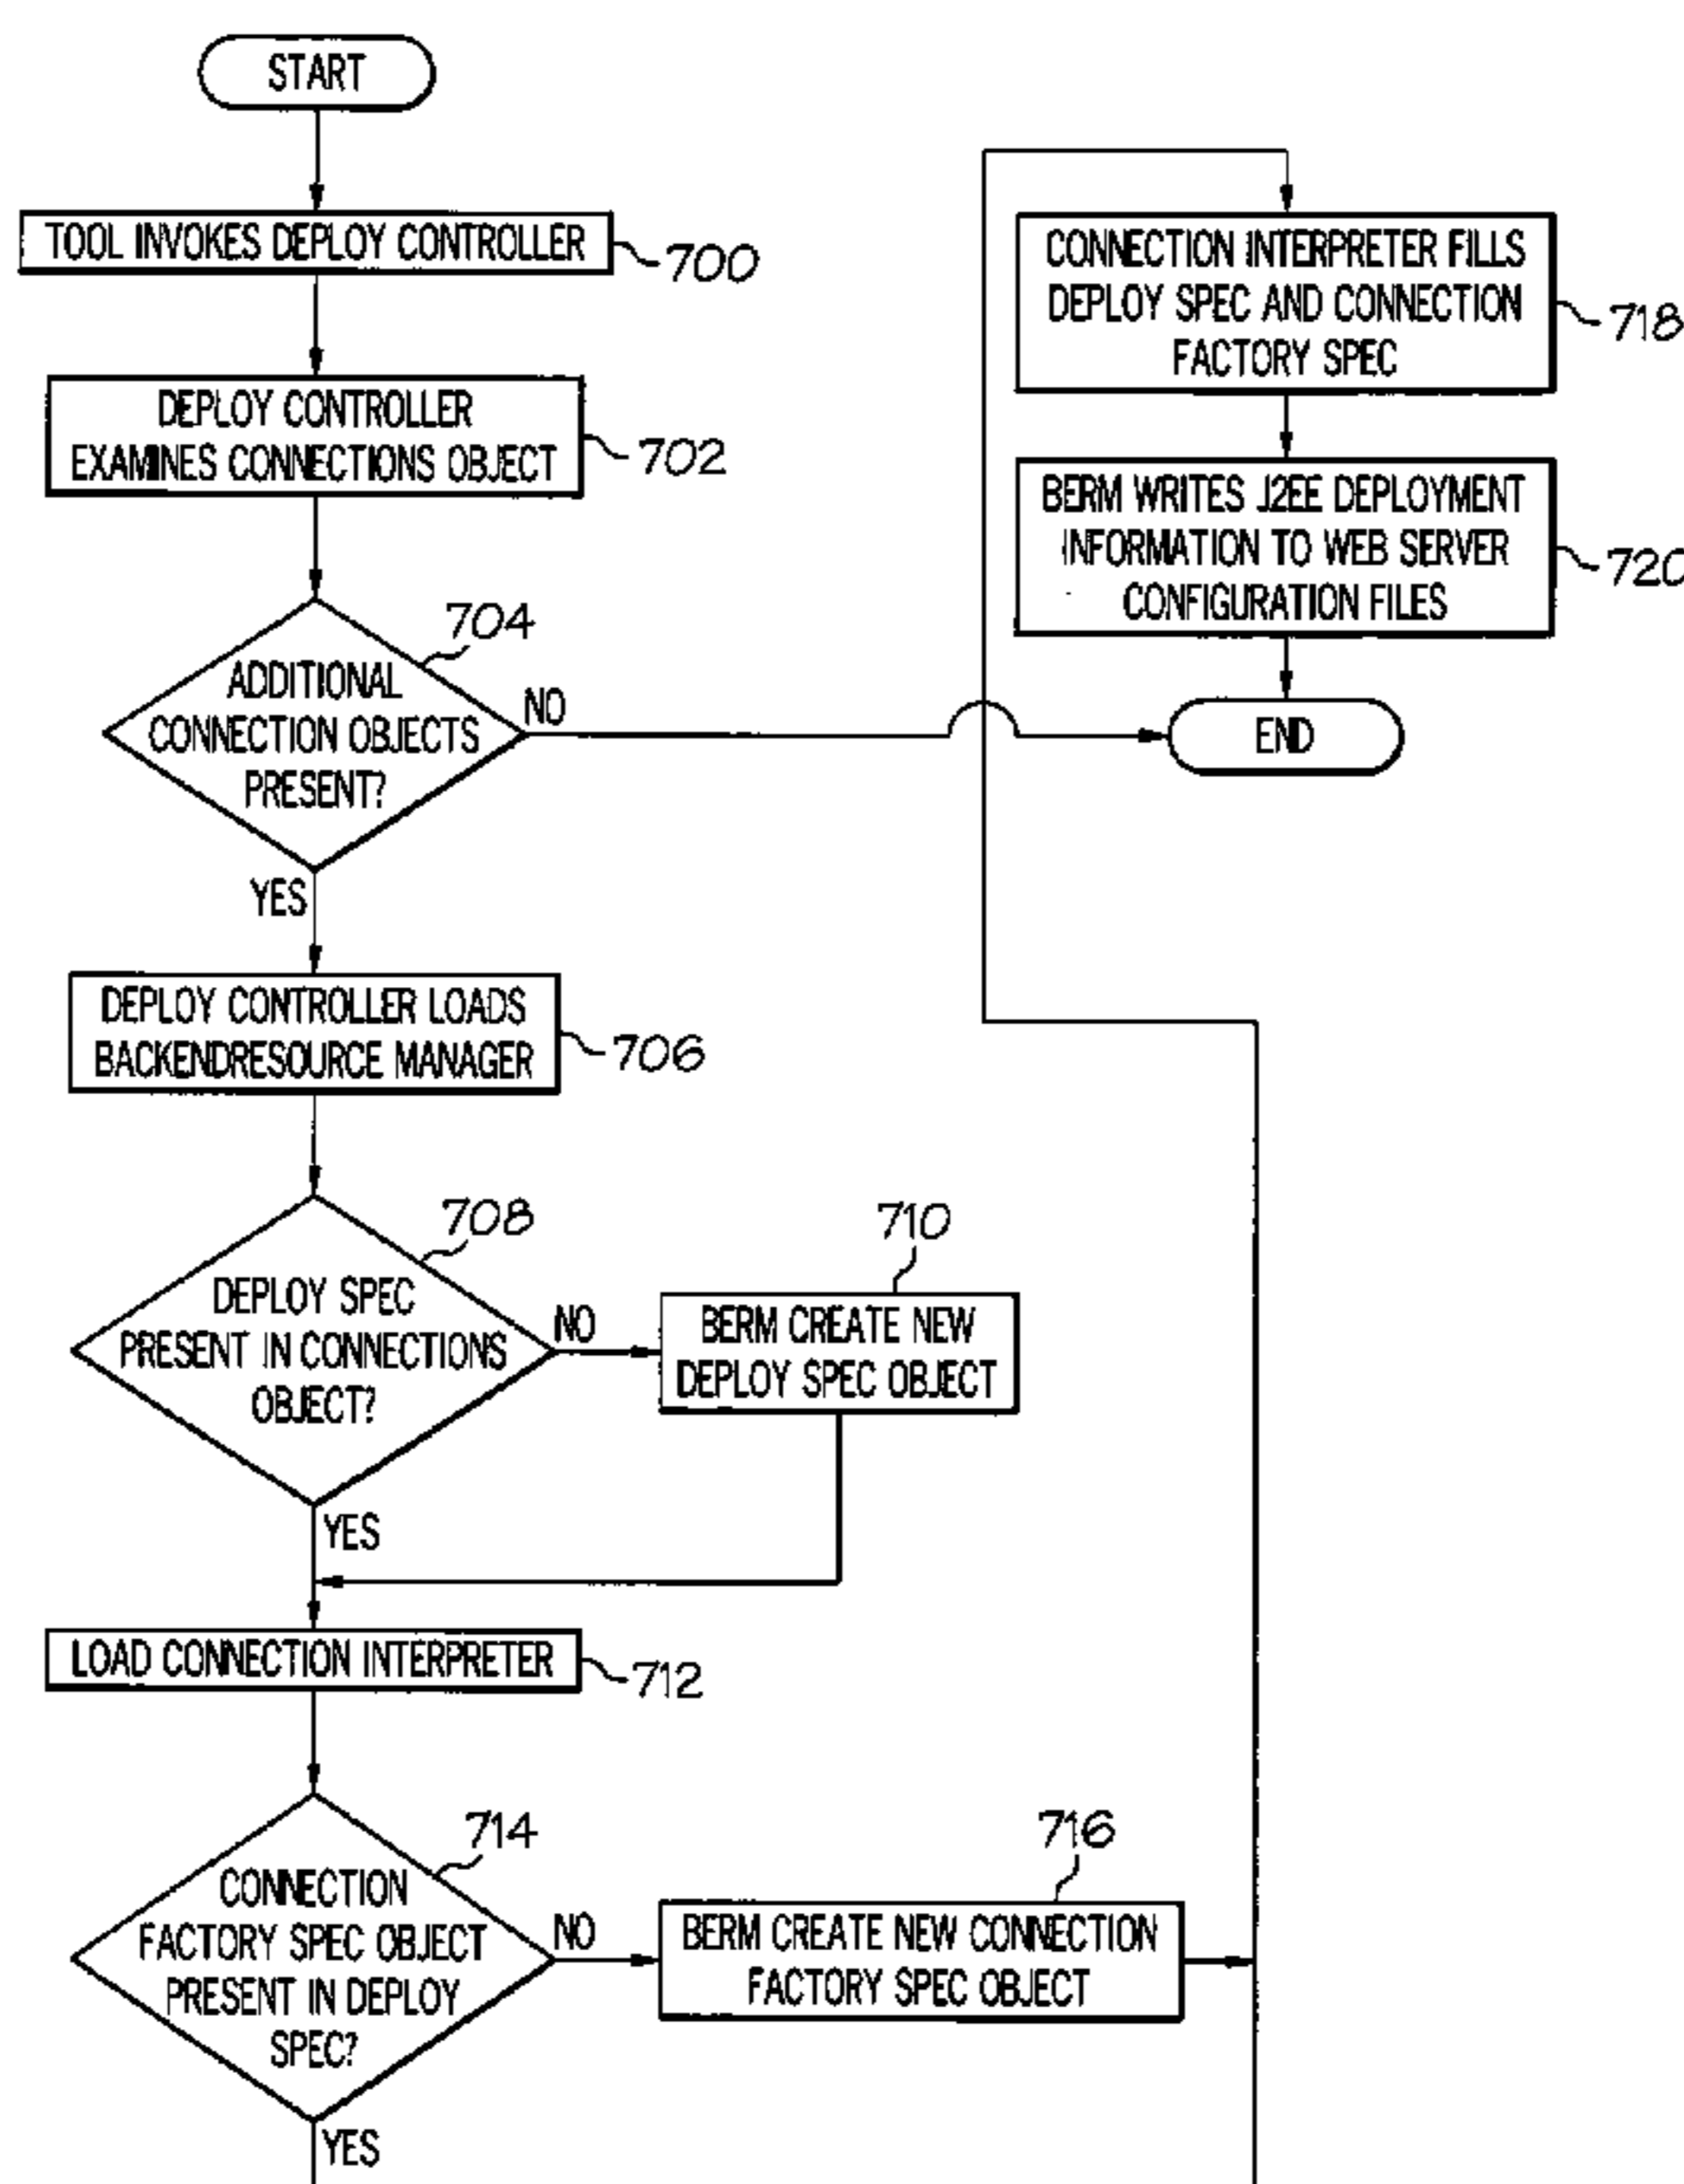 START
TOOL INVOKES DEPLOY CONTROLLER
700
DEPLOY CONTROLLER
EXAMINES CONNECTIONS OBJECT
702
704
ADDITIONAL
CONNECTION OBJECTS
PRESENT?
NO
YES
DEPLOY CONTROLLER LOADS
BACKENDRESOURCE MANAGER
706
708
DEPLOY SPEC
PRESENT IN CONNECTIONS
OBJECT?
NO
710
BERM CREATE NEW
DEPLOY SPEC OBJECT
YES
LOAD CONNECTION INTERPRETER
712
714
CONNECTION
FACTORY SPEC OBJECT
PRESENT IN DEPLOY
SPEC?
NO
716
BERM CREATE NEW CONNECTION
FACTORY SPEC OBJECT
YES
CONNECTION INTERPRETER FILLS
DEPLOY SPEC AND CONNECTION
FACTORY SPEC
718
BERM WRITES J2EE DEPLOYMENT
INFORMATION TO WEB SERVER
CONFIGURATION FILES
720
END